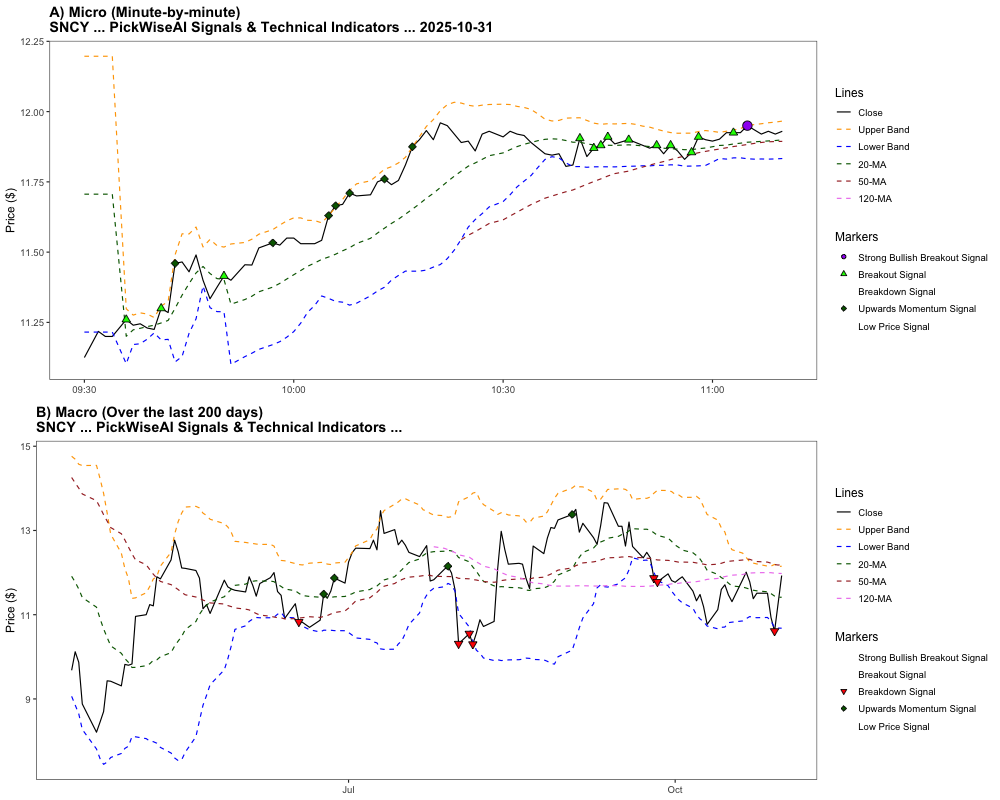 A) Micro (Minute-by-minute)
SNCY ... PickWiseAI Signals & Technical Indicators ... 2025-10-31
Price ($)
12.25
12.00
11.75
11.50
11.25
09:30
10:00
10:30
11:00
Lines
Close
Upper Band
Lower Band
20-MA
50-MA
120-MA
Markers
Strong Bullish Breakout Signal
Breakout Signal
Breakdown Signal
Upwards Momentum Signal
Low Price Signal
B) Macro (Over the last 200 days)
SNCY ... PickWiseAI Signals & Technical Indicators ...
Price ($)
15
13
11
9
Jul
Oct
Lines
Close
Upper Band
Lower Band
20-MA
50-MA
120-MA
Markers
Strong Bullish Breakout Signal
Breakout Signal
Breakdown Signal
Upwards Momentum Signal
Low Price Signal